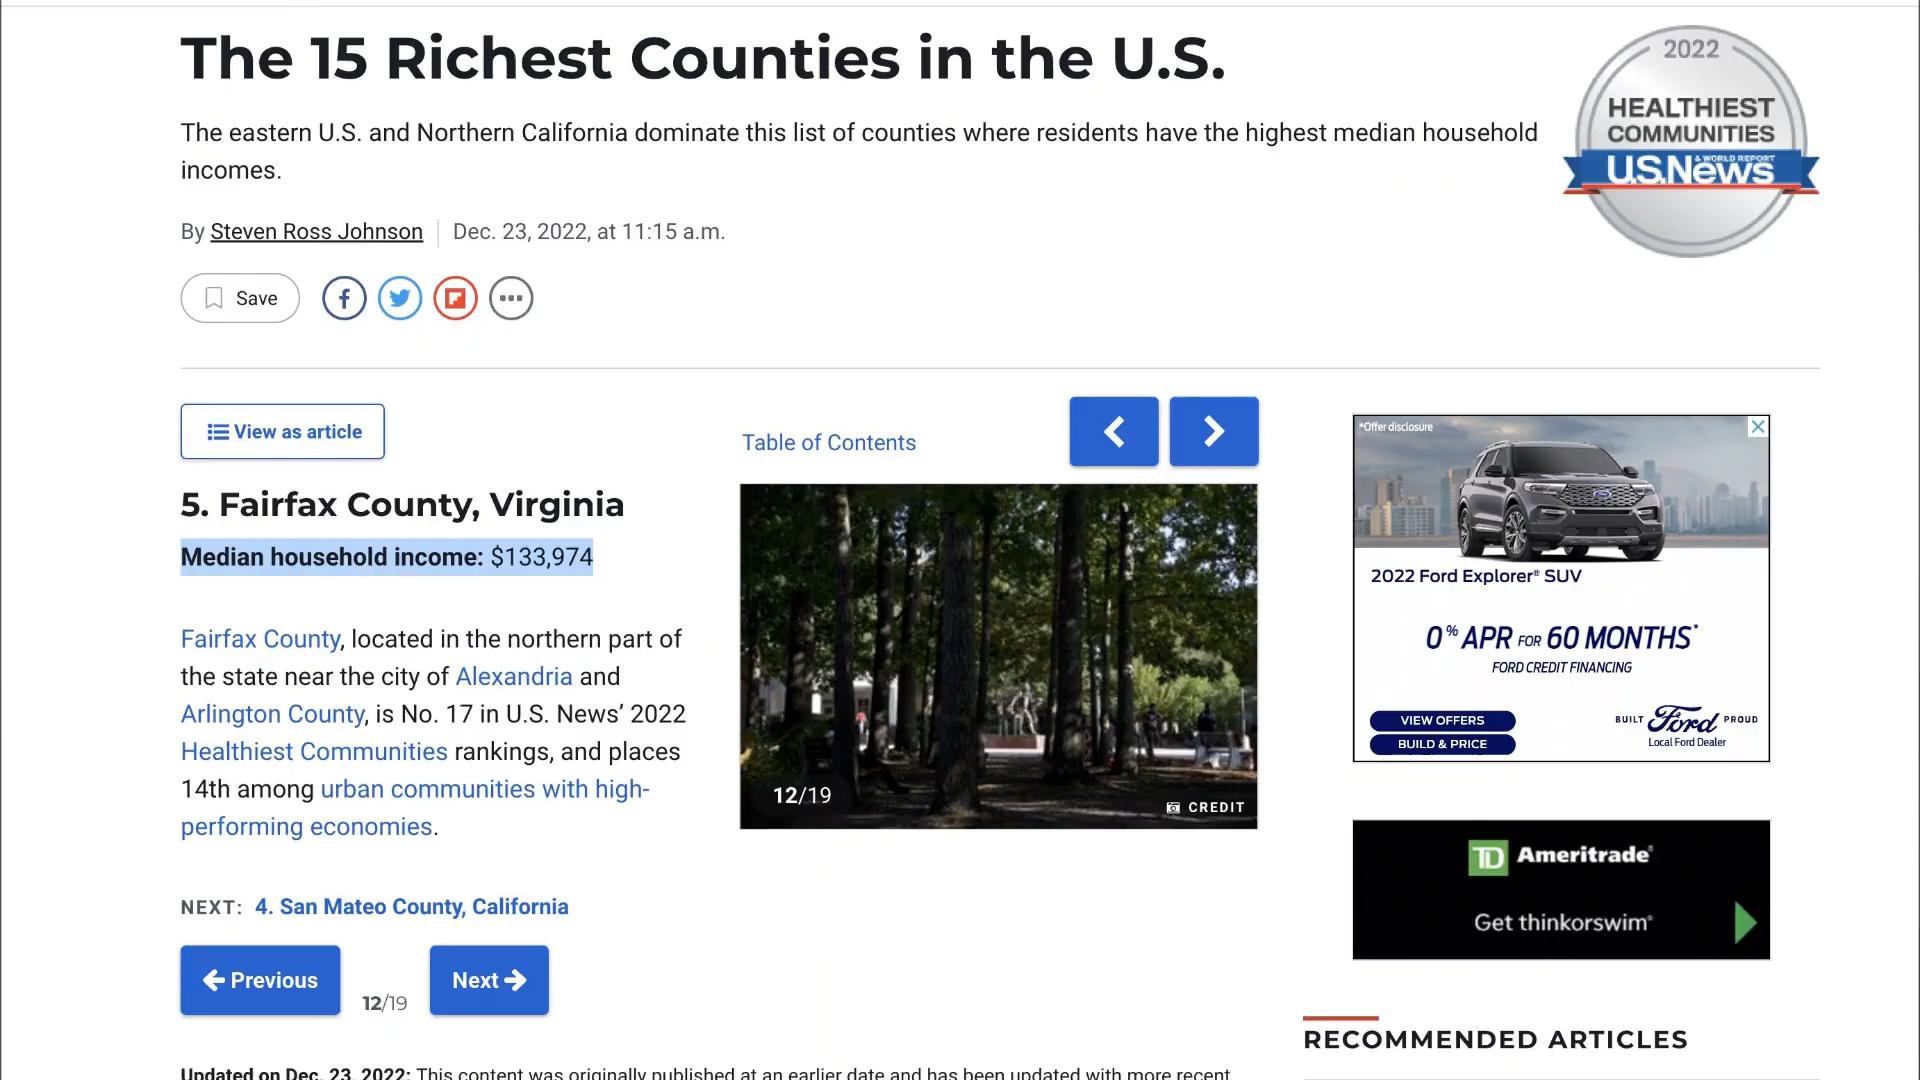 The 15 Richest Counties in the U.S.
The eastern U.S. and Northern California dominate this list of counties where residents have the highest median household
incomes.
By Steven Ross Johnson
Dec. 23, 2022, at 11:15 a.m.
Save
2022
HEALTHIEST
COMMUNITIES
& WORLD REPORT
U.S.News
View as article
Table of Contents
5. Fairfax County, Virginia
Median household income: $133,974
Fairfax County, located in the northern part of
the state near the city of Alexandria and
Arlington County, is No. 17 in U.S. News’ 2022
Healthiest Communities rankings, and places
14th among urban communities with high-
performing economies.
12/19
CREDIT
NEXT: 4. San Mateo County, California
Previous
12/19
Next
Updated on Dec. 23, 2022: This content was originally published at an earlier date and has been updated with more recent
*Offer disclosure
2022 Ford Explorer® SUV
0% APR FOR 60 MONTHS*
FORD CREDIT FINANCING
VIEW OFFERS
BUILD & PRICE
BUILT Ford PROUD
Local Ford Dealer
TD Ameritrade®
Get thinkorswim®
RECOMMENDED ARTICLES